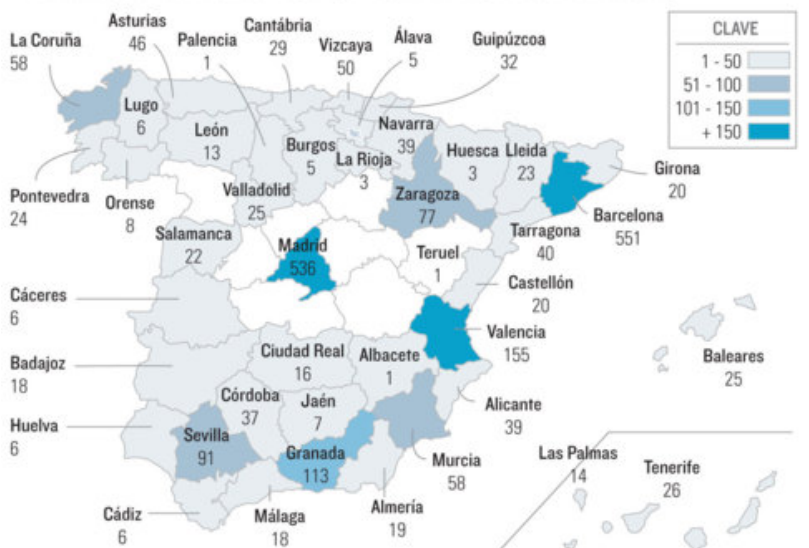 Asturias
46
Cantábria
29
Palencia
1
Vizcaya
50
Álava
5
Guipúzcoa
32
La Coruña
58
CLAVE
1 - 50
51 - 100
101 - 150
+ 150
Lugo
6
León
13
Burgos
5
Navarra
39
La Rioja
3
Huesca
3
Lleida
23
Girona
20
Pontevedra
24
Orense
8
Valladolid
25
Zaragoza
77
Barcelona
551
Tarragona
40
Salamanca
22
Madrid
536
Teruel
1
Castellón
20
Cáceres
6
Valencia
155
Baleares
25
Badajoz
18
Ciudad Real
16
Albacete
1
Alicante
39
Córdoba
37
Jaén
7
Huelva
6
Sevilla
91
Granada
113
Murcia
58
Las Palmas
14
Tenerife
26
Cádiz
6
Málaga
18
Almería
19